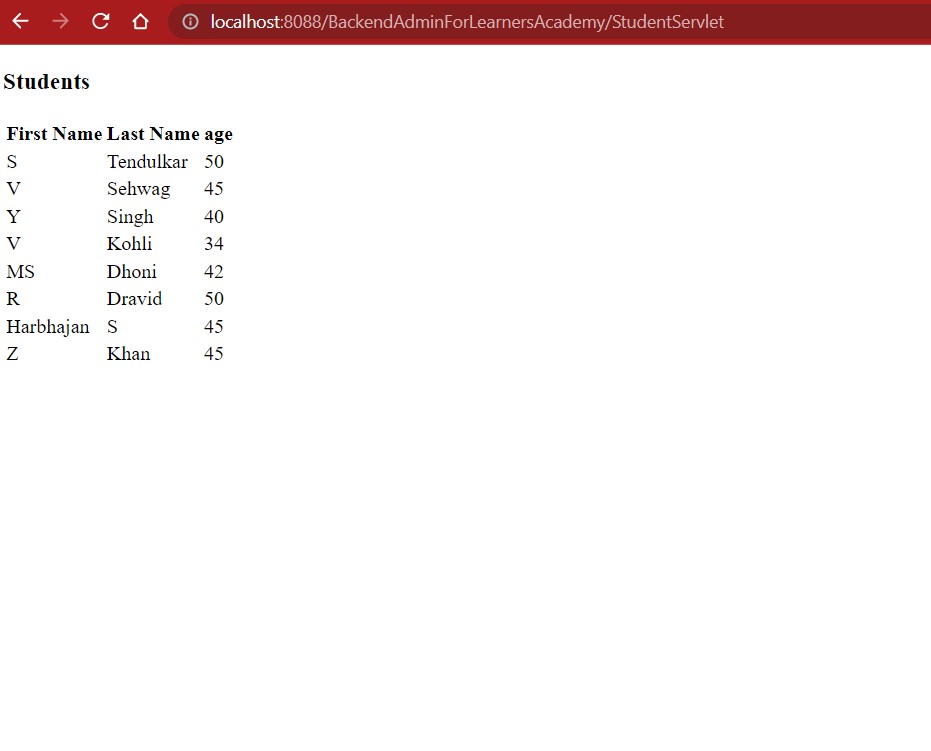 localhost:8088/BackendAdminForLearnersAcademy/StudentServlet
Students
First Name Last Name age
S Tendulkar 50
V Sehwag 45
Y Singh 40
V Kohli 34
MS Dhoni 42
R Dravid 50
Harbhajan S 45
Z Khan 45